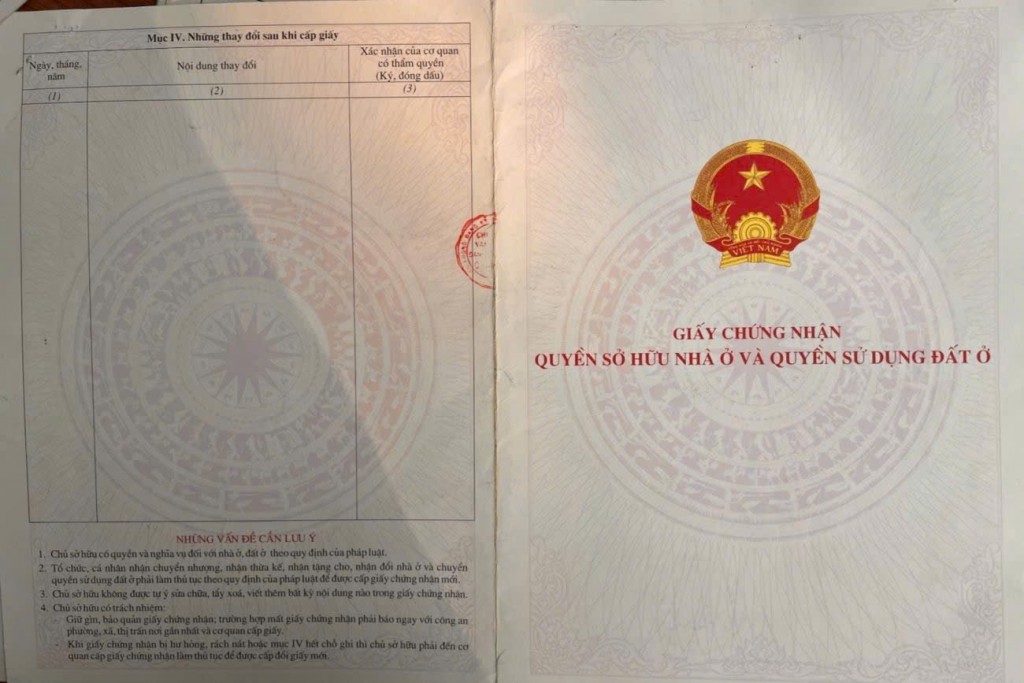 Mục IV. Những thay đổi sau khi cấp giấy
Ngày, tháng,
năm
Nội dung thay đổi
Xác nhận của cơ quan
có thẩm quyền
(Ký, đóng dấu)
(1)
(2)
(3)
NHỮNG VẤN ĐỀ CẦN LƯU Ý
1. Chủ sở hữu có quyền và nghĩa vụ đối với nhà ở, đất ở theo quy định của pháp luật.
2. Tổ chức, cá nhân nhận chuyển nhượng, nhận thừa kế, nhận tặng cho, nhận đổi nhà ở và chuyển
quyền sử dụng đất ở phải làm thủ tục theo quy định của pháp luật để được cấp giấy chứng nhận mới.
3. Chủ sở hữu không được tự ý sửa chữa, tẩy xoá, viết thêm bất kỳ nội dung nào trong giấy chứng nhận.
4. Chủ sở hữu có trách nhiệm:
- Giữ gìn, bảo quản giấy chứng nhận; trường hợp mất giấy chứng nhận phải báo ngay với công an
phường, xã, thị trấn nơi gần nhất và cơ quan cấp giấy.
- Khi giấy chứng nhận bị hư hỏng, rách nát hoặc mục IV hết chỗ ghi thì chủ sở hữu phải đến cơ
quan cấp giấy chứng nhận làm thủ tục để được cấp đổi giấy mới.
VIỆT NAM
GIẤY CHỨNG NHẬN
QUYỀN SỞ HỮU NHÀ Ở VÀ QUYỀN SỬ DỤNG ĐẤT Ở